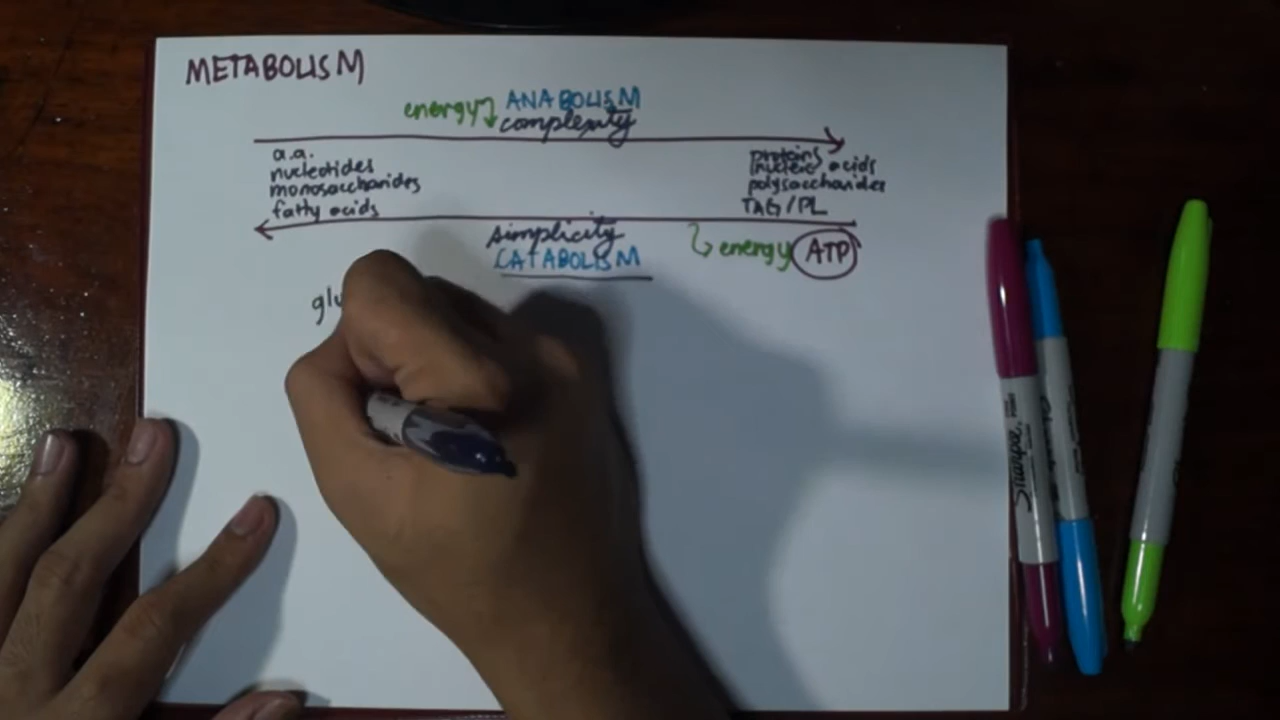 METABOLISM
energy ANABOLISM
complexity
a.a.
nucleotides
monosaccharides
fatty acids
proteins
nucleic acids
polysaccharides
TAG/PL
simplicity
CATABOLISM
energy ATP
glu
Sharpie